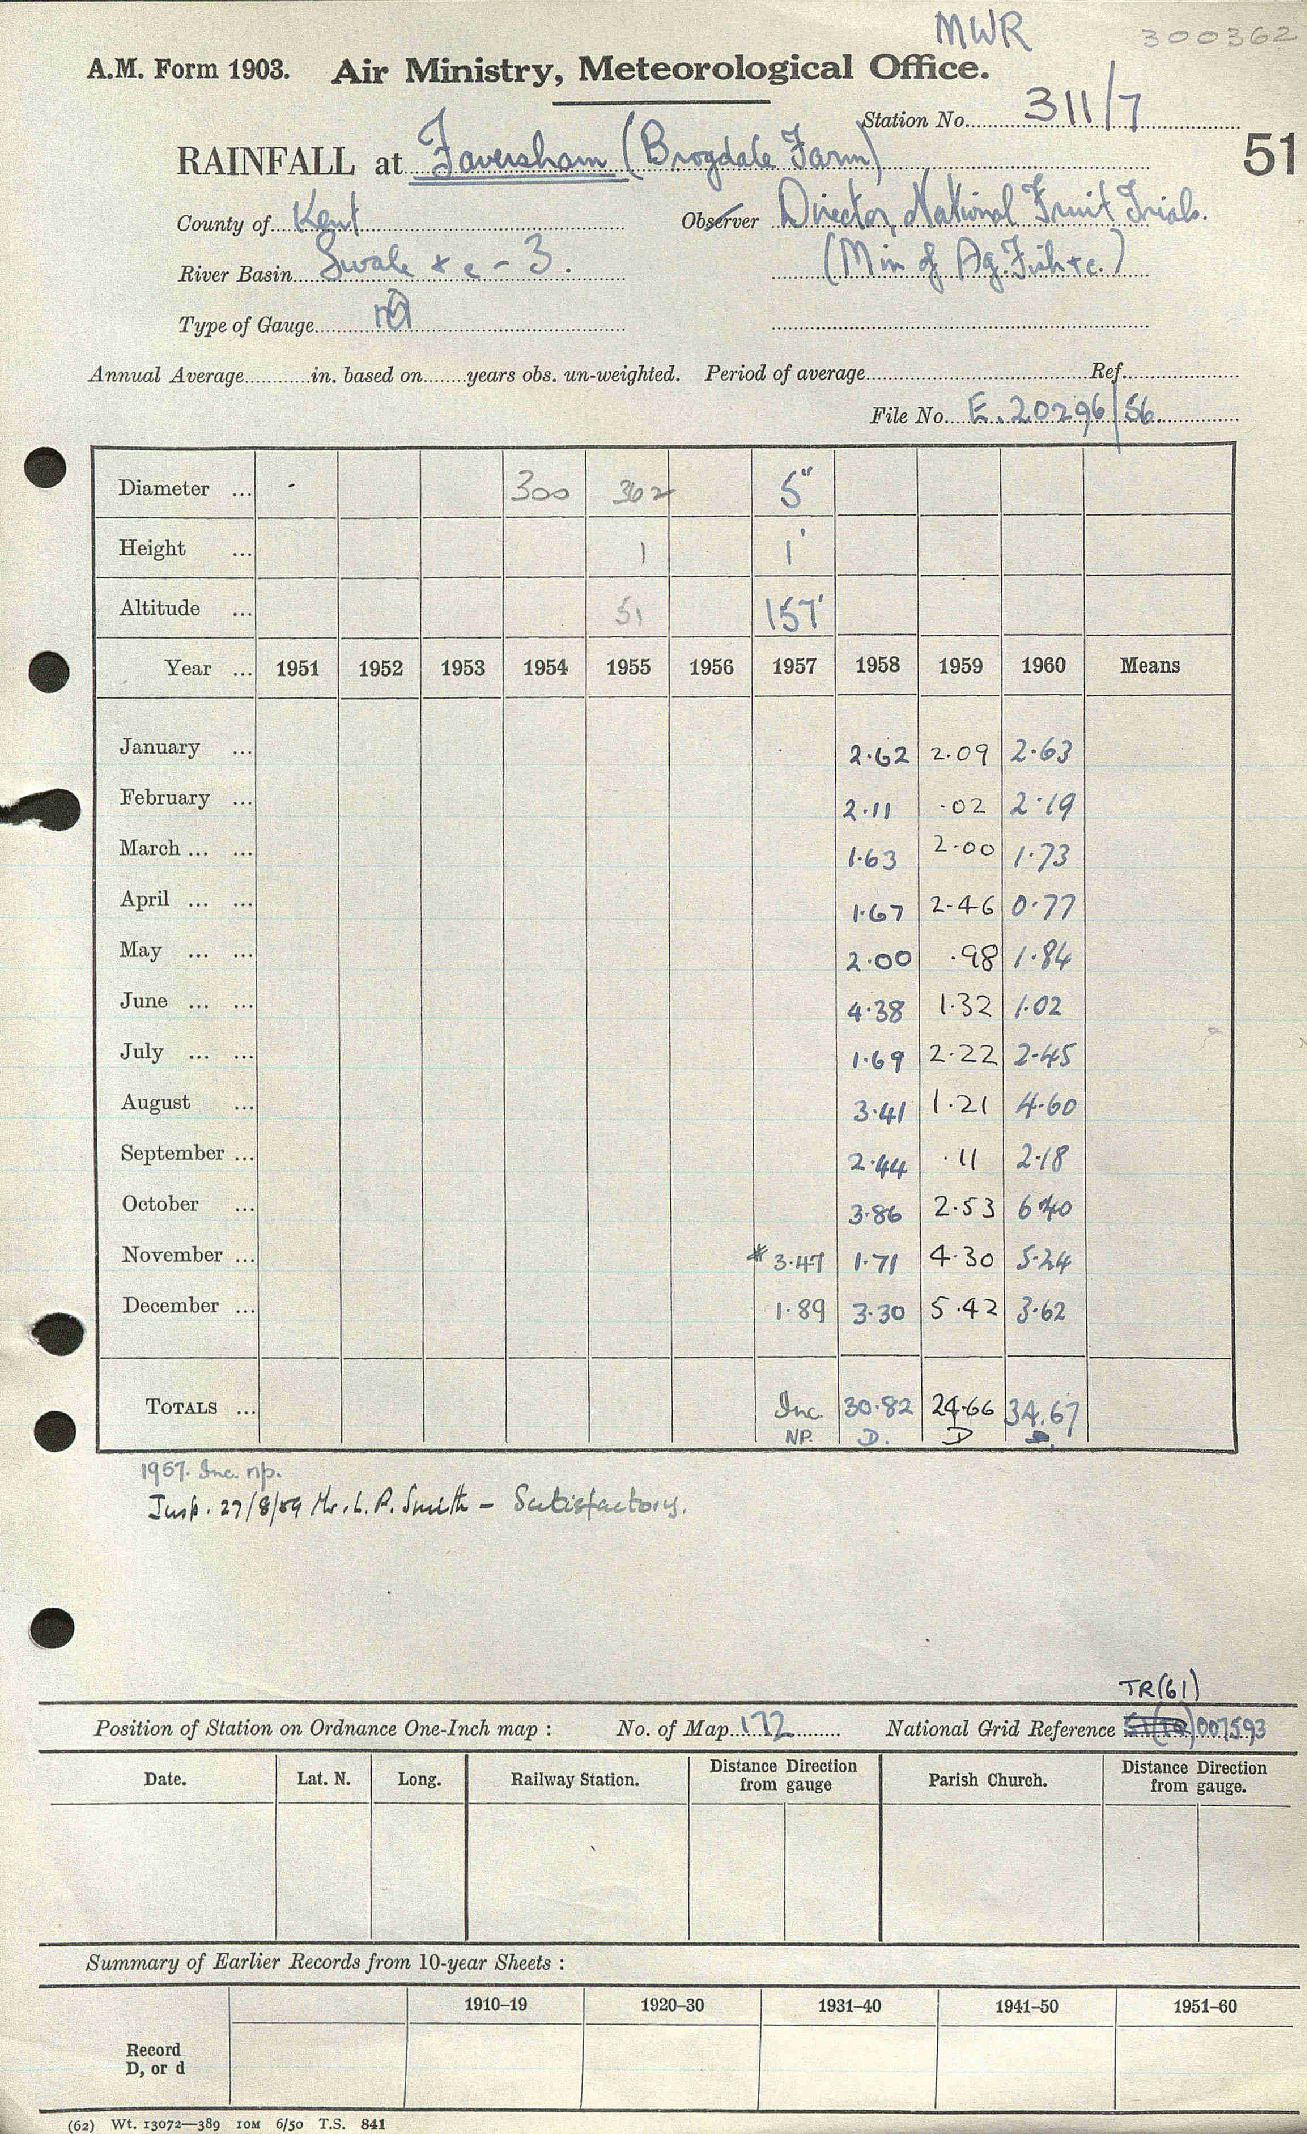 MWR
300362
A.M. Form 1903. Air Ministry, Meteorological Office.
Station No. 311/7
51
RAINFALL at Faversham (Brogdale Farm)
County of Kent
Observer Director, National Fruit Trials.
River Basin Swale & c - 3.
(Min of Ag. Fish & c.)
Type of Gauge
Annual Average in. based on years obs. un-weighted. Period of average Ref.
File No. E. 20296/56
Diameter ... 300 302 5"
Height ... 1 1'
Altitude ... 51 157'
Year ... 1951 1952 1953 1954 1955 1956 1957 1958 1959 1960 Means
January ... 2.62 2.09 2.63
February ... 2.11 .02 2.19
March ... ... 1.63 2.00 1.73
April ... ... 1.67 2.46 0.77
May ... ... 2.00 .98 1.84
June ... ... 4.38 1.32 1.02
July ... ... 1.69 2.22 2.45
August ... 3.41 1.21 4.60
September ... 2.44 .11 2.18
October ... 3.86 2.53 6.40
November ... * 3.47 1.71 4.30 5.24
December ... 1.89 3.30 5.42 3.62
TOTALS ... Inc. 30.82 24.66 34.67
NP. D. D D.
1957. Inc. np.
Insp. 27/8/59 Mr. L. P. Smith - Satisfactory.
TR(61)
Position of Station on Ordnance One-Inch map : No. of Map 172 National Grid Reference 007593
Date. Lat. N. Long. Railway Station. Distance Direction from gauge Parish Church. Distance Direction from gauge.
Summary of Earlier Records from 10-year Sheets :
1910–19 1920–30 1931–40 1941–50 1951–60
Record
D, or d
(62) Wt. 13072—389 10M 6/50 T.S. 841